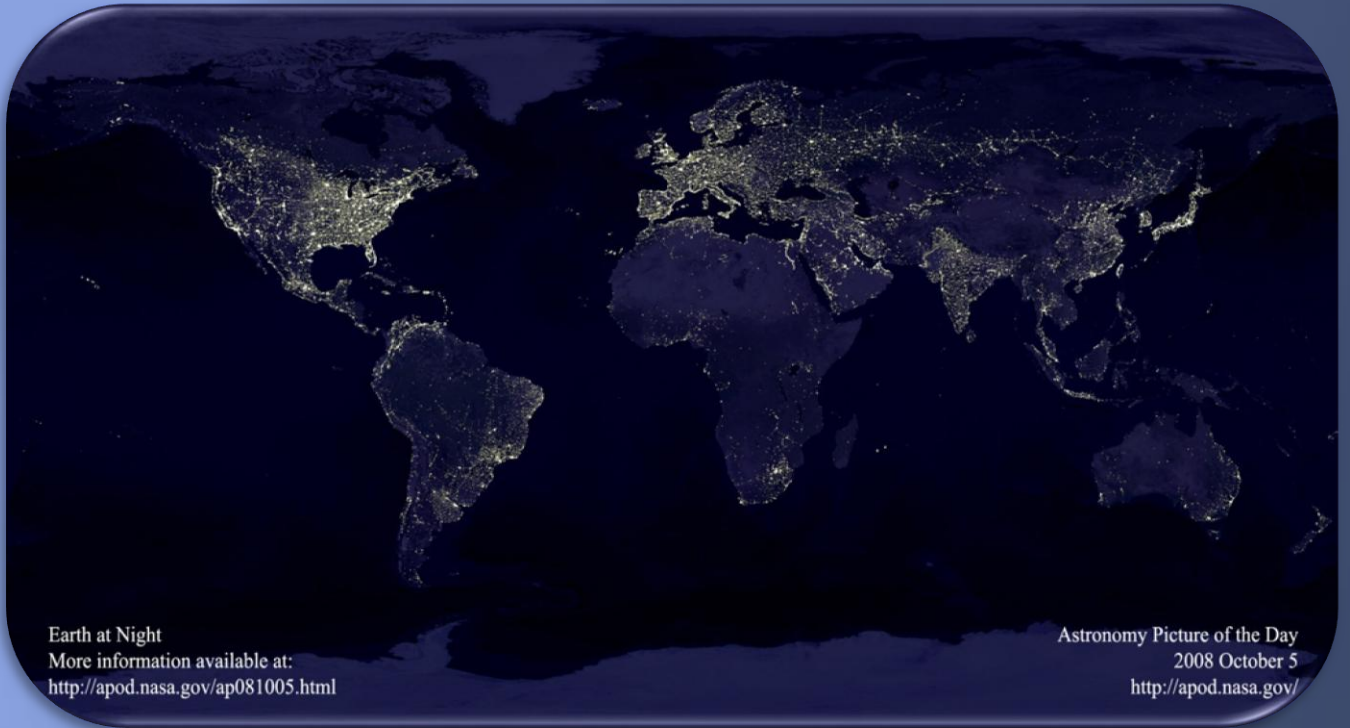 Earth at Night
More information available at:
http://apod.nasa.gov/ap081005.html
Astronomy Picture of the Day
2008 October 5
http://apod.nasa.gov/